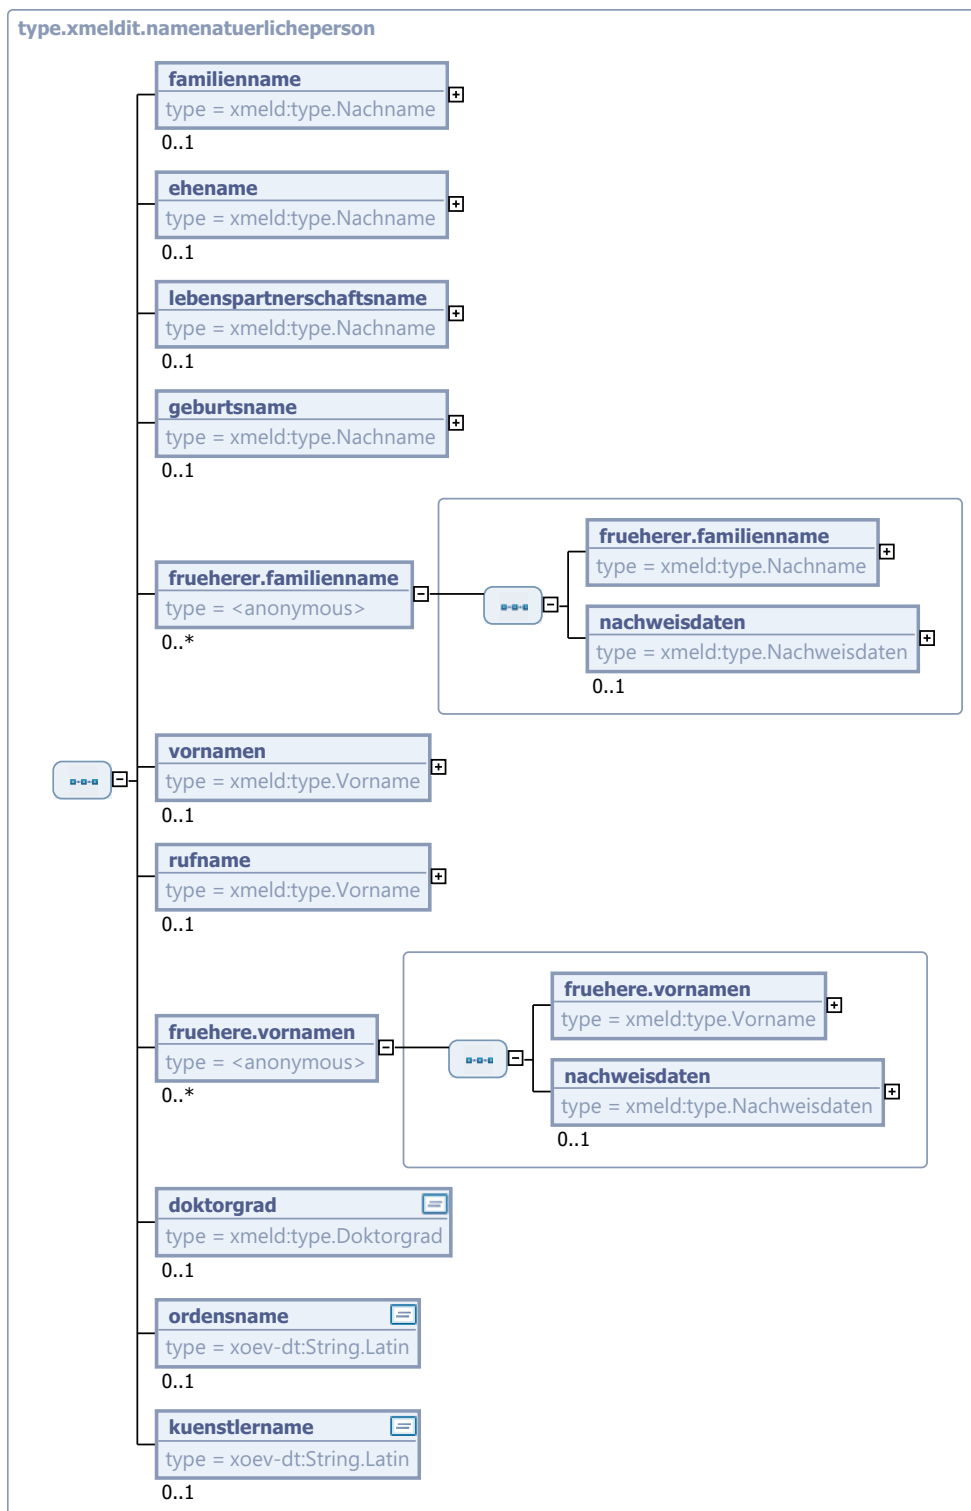 type.xmeldit.namenatuerlicheperson
familienname
type = xmeld:type.Nachname
0..1
ehename
type = xmeld:type.Nachname
0..1
lebenspartnerschaftsname
type = xmeld:type.Nachname
0..1
geburtsname
type = xmeld:type.Nachname
0..1
frueherer.familienname
type = <anonymous>
0..*
frueherer.familienname
type = xmeld:type.Nachname
nachweisdaten
type = xmeld:type.Nachweisdaten
0..1
vornamen
type = xmeld:type.Vorname
0..1
rufname
type = xmeld:type.Vorname
0..1
fruehere.vornamen
type = <anonymous>
0..*
fruehere.vornamen
type = xmeld:type.Vorname
nachweisdaten
type = xmeld:type.Nachweisdaten
0..1
doktorgrad
type = xmeld:type.Doktorgrad
0..1
ordensname
type = xoev-dt:String.Latin
0..1
kuenstlername
type = xoev-dt:String.Latin
0..1